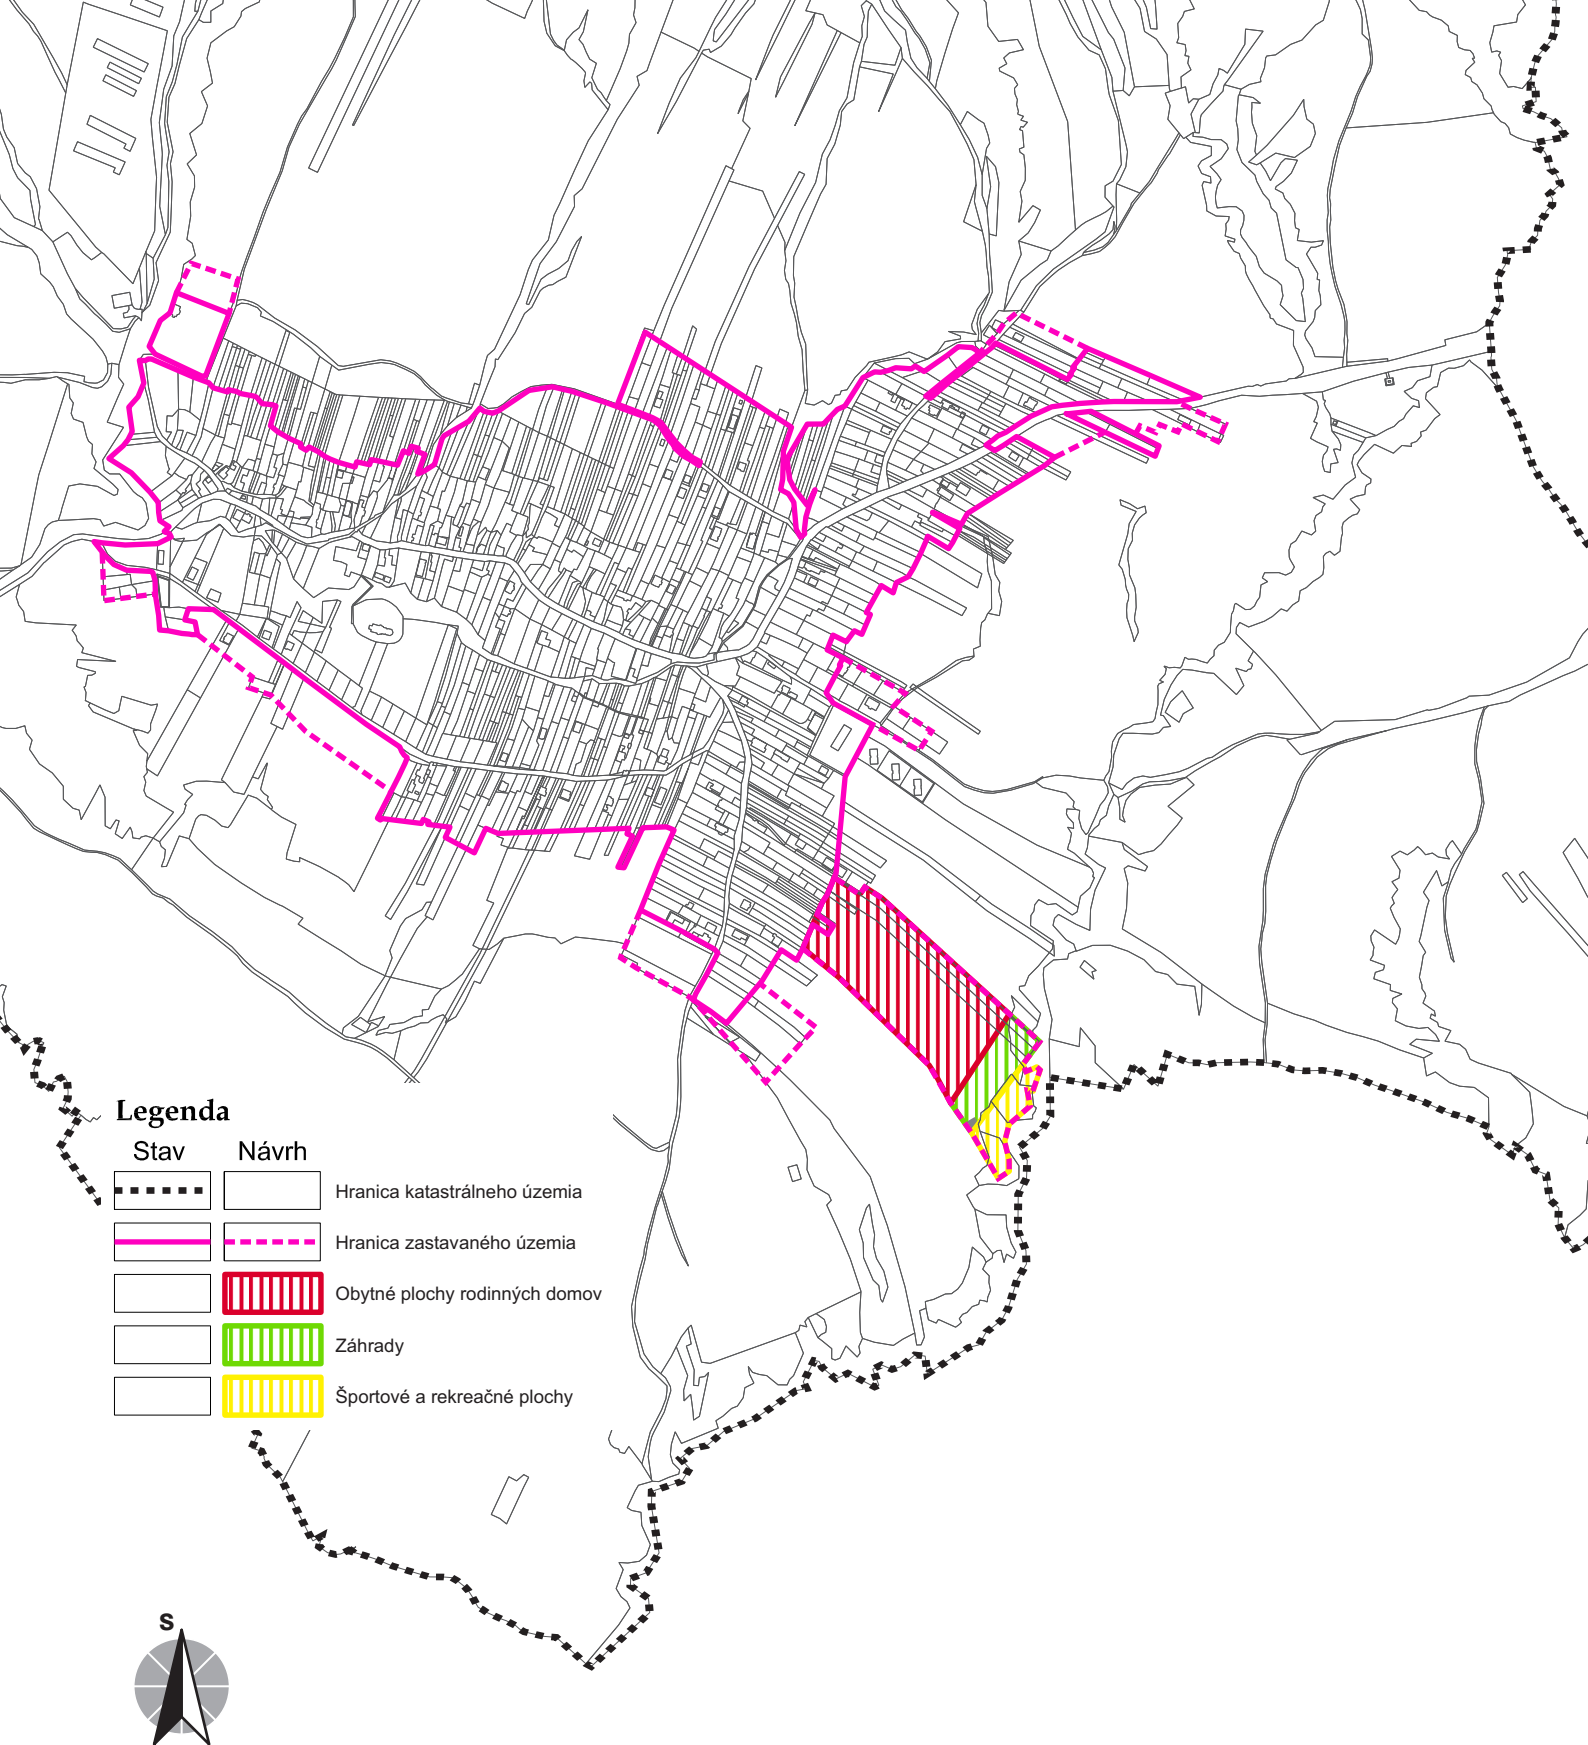 Legenda
Stav Návrh
Hranica katastrálneho územia
Hranica zastavaného územia
Obytné plochy rodinných domov
Záhrady
Športové a rekreačné plochy
S